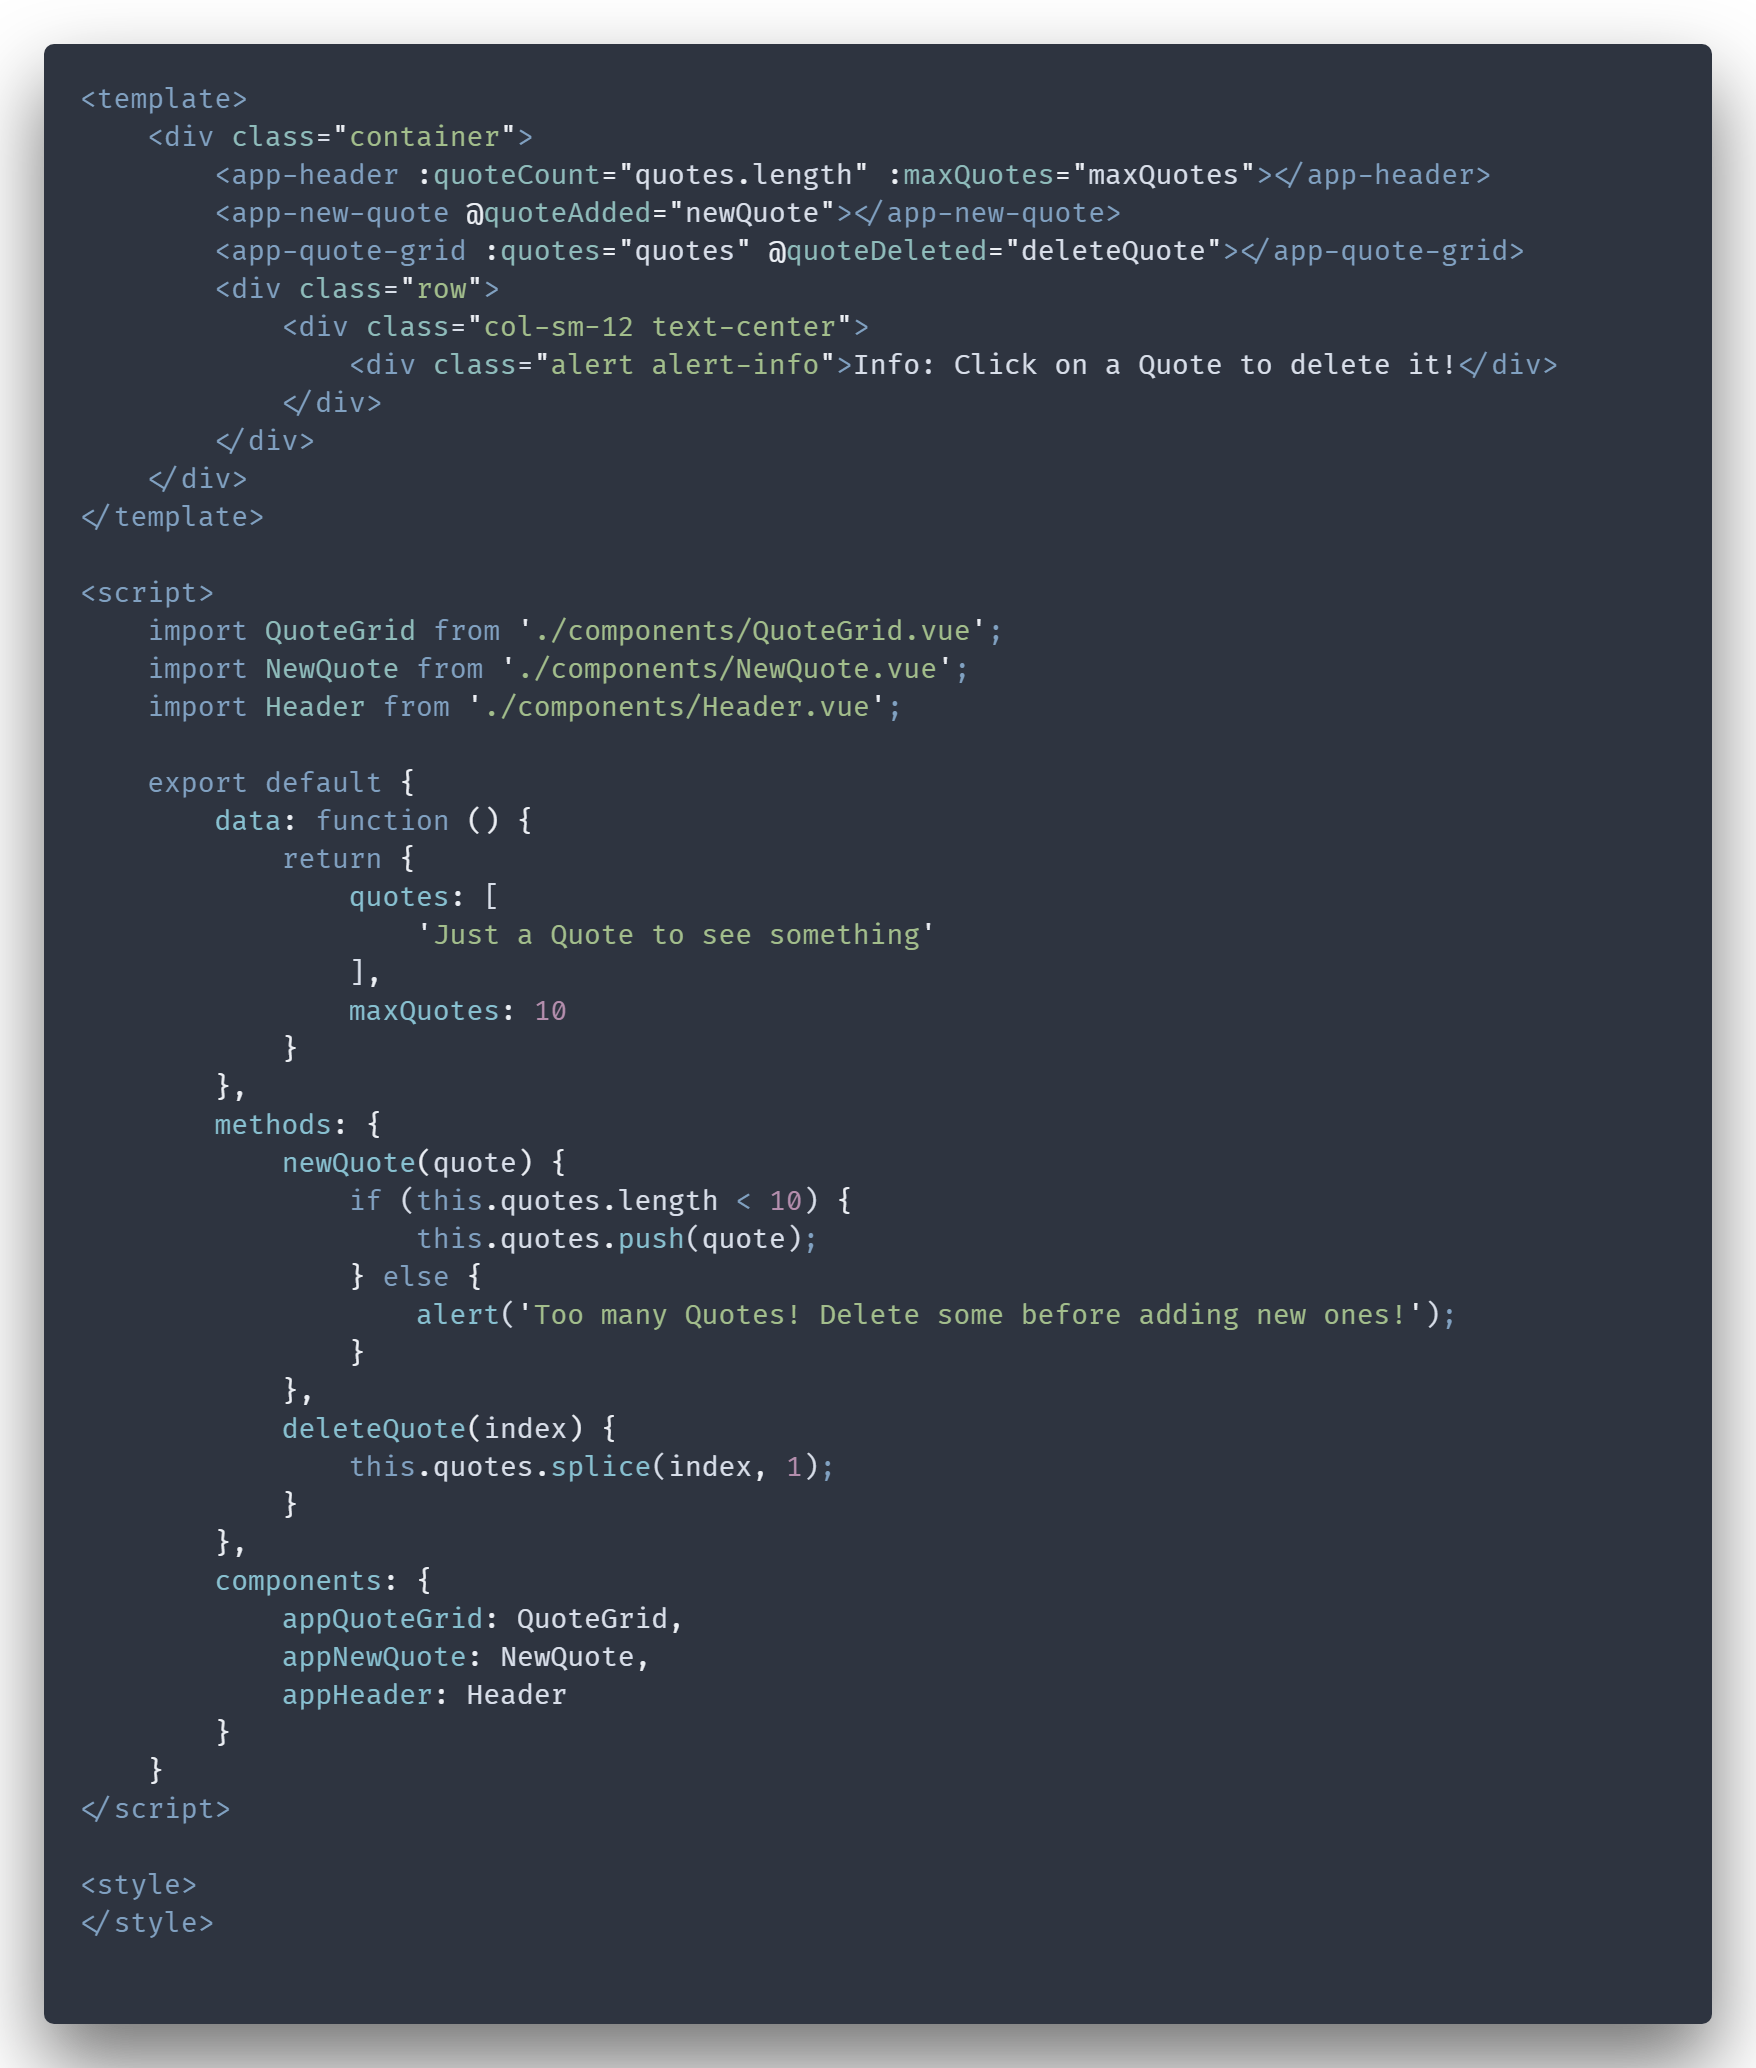 <template>
    <div class="container">
        <app-header :quoteCount="quotes.length" :maxQuotes="maxQuotes"></app-header>
        <app-new-quote @quoteAdded="newQuote"></app-new-quote>
        <app-quote-grid :quotes="quotes" @quoteDeleted="deleteQuote"></app-quote-grid>
        <div class="row">
            <div class="col-sm-12 text-center">
                <div class="alert alert-info">Info: Click on a Quote to delete it!</div>
            </div>
        </div>
    </div>
</template>

<script>
    import QuoteGrid from './components/QuoteGrid.vue';
    import NewQuote from './components/NewQuote.vue';
    import Header from './components/Header.vue';

    export default {
        data: function () {
            return {
                quotes: [
                    'Just a Quote to see something'
                ],
                maxQuotes: 10
            }
        },
        methods: {
            newQuote(quote) {
                if (this.quotes.length < 10) {
                    this.quotes.push(quote);
                } else {
                    alert('Too many Quotes! Delete some before adding new ones!');
                }
            },
            deleteQuote(index) {
                this.quotes.splice(index, 1);
            }
        },
        components: {
            appQuoteGrid: QuoteGrid,
            appNewQuote: NewQuote,
            appHeader: Header
        }
    }
</script>

<style>
</style>